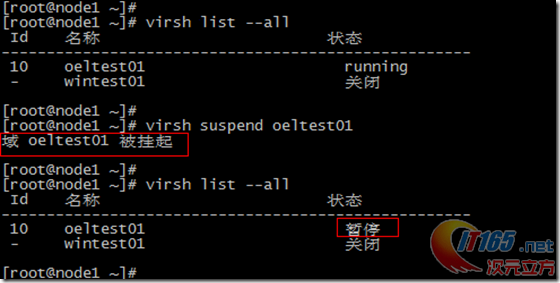 [root@node1 ~]#
[root@node1 ~]# virsh list --all
Id 名称 状态
----------------------------------------------------
10 oeltest01 running
- wintest01 关闭
[root@node1 ~]#
[root@node1 ~]# virsh suspend oeltest01
域 oeltest01 被挂起
[root@node1 ~]#
[root@node1 ~]# virsh list --all
Id 名称 状态
----------------------------------------------------
10 oeltest01 暂停
- wintest01 关闭
[root@node1 ~]#
IT165.net
次元立方